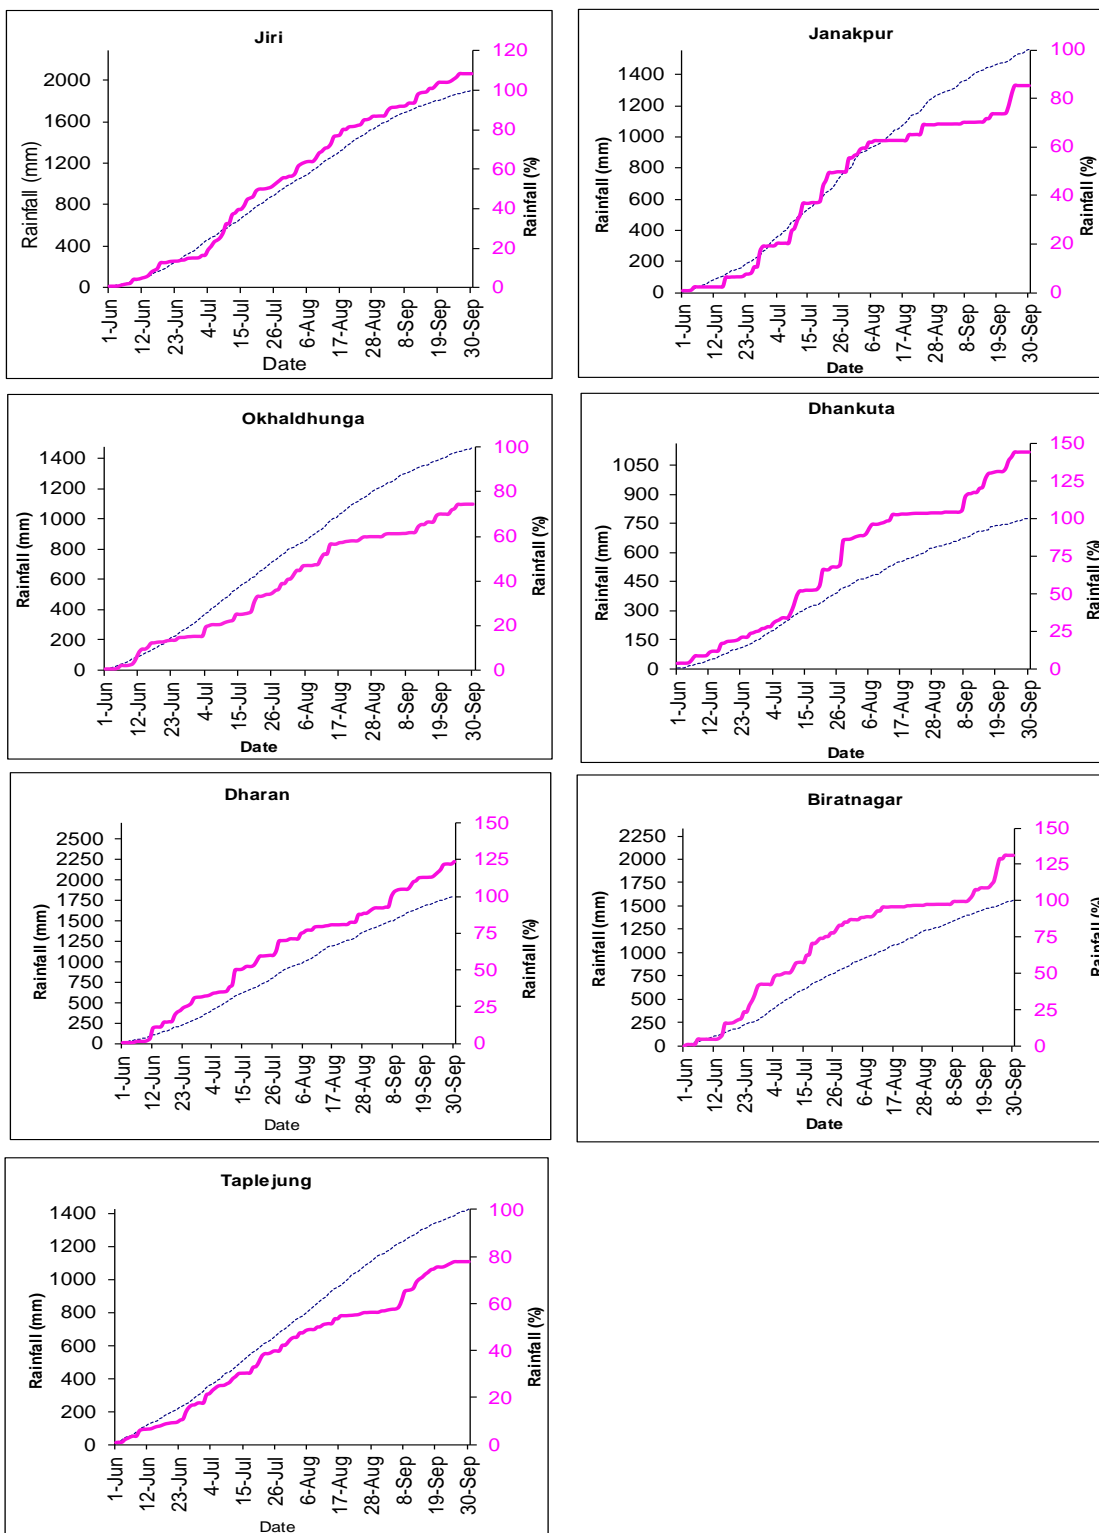 Jiri
2000
1600
1200
800
400
0
Rainfall (mm)
120
100
80
60
40
20
0
Rainfall (%)
1-Jun
12-Jun
23-Jun
4-Jul
15-Jul
26-Jul
6-Aug
17-Aug
28-Aug
8-Sep
19-Sep
30-Sep
Date
Janakpur
1400
1200
1000
800
600
400
200
0
Rainfall (mm)
100
80
60
40
20
0
Rainfall (%)
1-Jun
12-Jun
23-Jun
4-Jul
15-Jul
26-Jul
6-Aug
17-Aug
28-Aug
8-Sep
19-Sep
30-Sep
Date
Okhaldhunga
1400
1200
1000
800
600
400
200
0
Rainfall (mm)
100
80
60
40
20
0
Rainfall (%)
1-Jun
12-Jun
23-Jun
4-Jul
15-Jul
26-Jul
6-Aug
17-Aug
28-Aug
8-Sep
19-Sep
30-Sep
Date
Dhankuta
1050
900
750
600
450
300
150
0
Rainfall (mm)
150
125
100
75
50
25
0
Rainfall (%)
1-Jun
12-Jun
23-Jun
4-Jul
15-Jul
26-Jul
6-Aug
17-Aug
28-Aug
8-Sep
19-Sep
30-Sep
Date
Dharan
2500
2250
2000
1750
1500
1250
1000
750
500
250
0
Rainfall (mm)
150
125
100
75
50
25
0
Rainfall (%)
1-Jun
12-Jun
23-Jun
4-Jul
15-Jul
26-Jul
6-Aug
17-Aug
28-Aug
8-Sep
19-Sep
30-Sep
Date
Biratnagar
2250
2000
1750
1500
1250
1000
750
500
250
0
Rainfall (mm)
150
125
100
75
50
25
0
Rainfall (%)
1-Jun
12-Jun
23-Jun
4-Jul
15-Jul
26-Jul
6-Aug
17-Aug
28-Aug
8-Sep
19-Sep
30-Sep
Date
Taplejung
1400
1200
1000
800
600
400
200
0
Rainfall (mm)
100
80
60
40
20
0
Rainfall (%)
1-Jun
12-Jun
23-Jun
4-Jul
15-Jul
26-Jul
6-Aug
17-Aug
28-Aug
8-Sep
19-Sep
30-Sep
Date